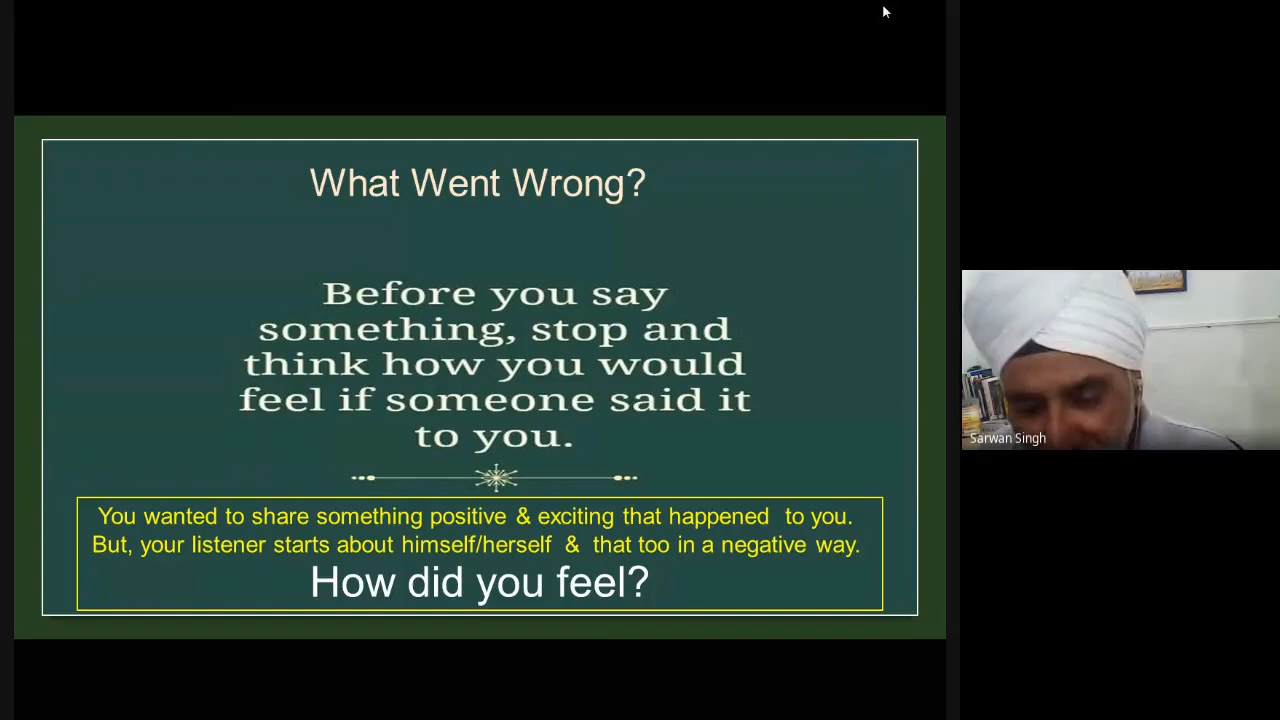 What Went Wrong?
Before you say
something, stop and
think how you would
feel if someone said it
to you.
You wanted to share something positive & exciting that happened  to you.
But, your listener starts about himself/herself  &  that too in a negative way.
How did you feel?
Sarwan Singh